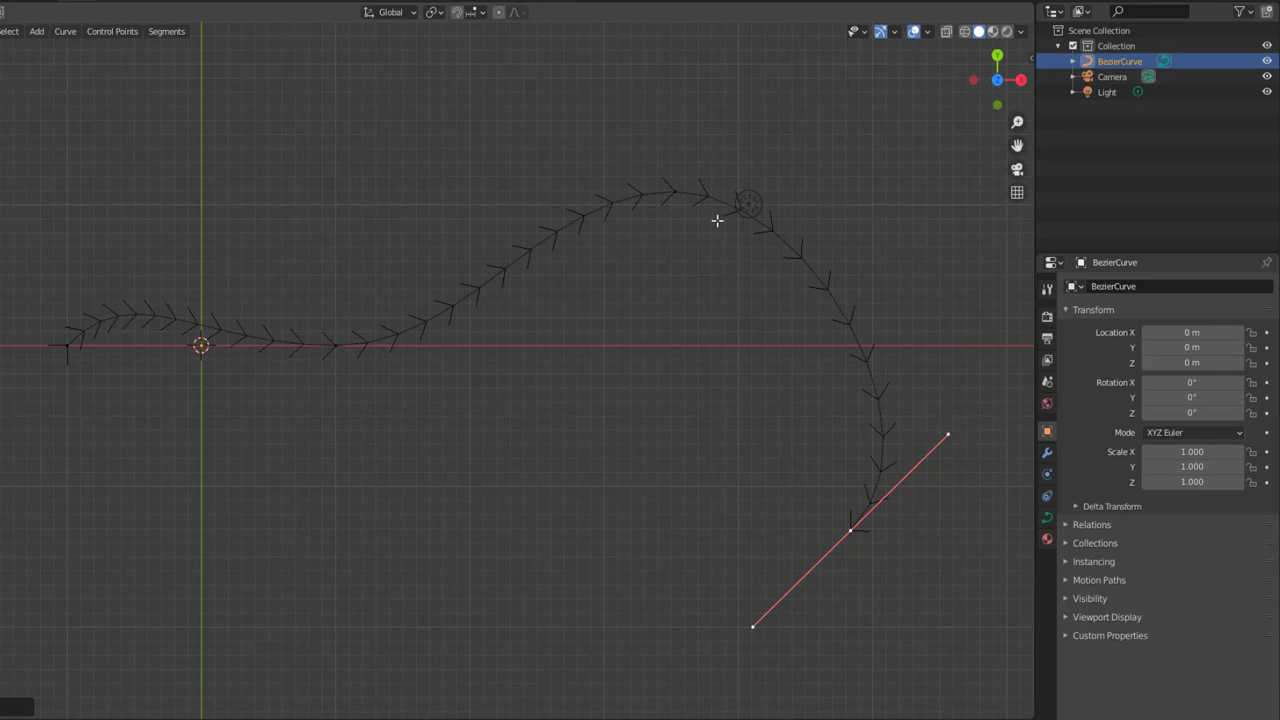 Global
elect Add Curve Control Points Segments
X
Y
Z
Scene Collection
Collection
BezierCurve
Camera
Light
BezierCurve
BezierCurve
Transform
Location X 0 m
Y 0 m
Z 0 m
Rotation X 0°
Y 0°
Z 0°
Mode XYZ Euler
Scale X 1.000
Y 1.000
Z 1.000
Delta Transform
Relations
Collections
Instancing
Motion Paths
Visibility
Viewport Display
Custom Properties